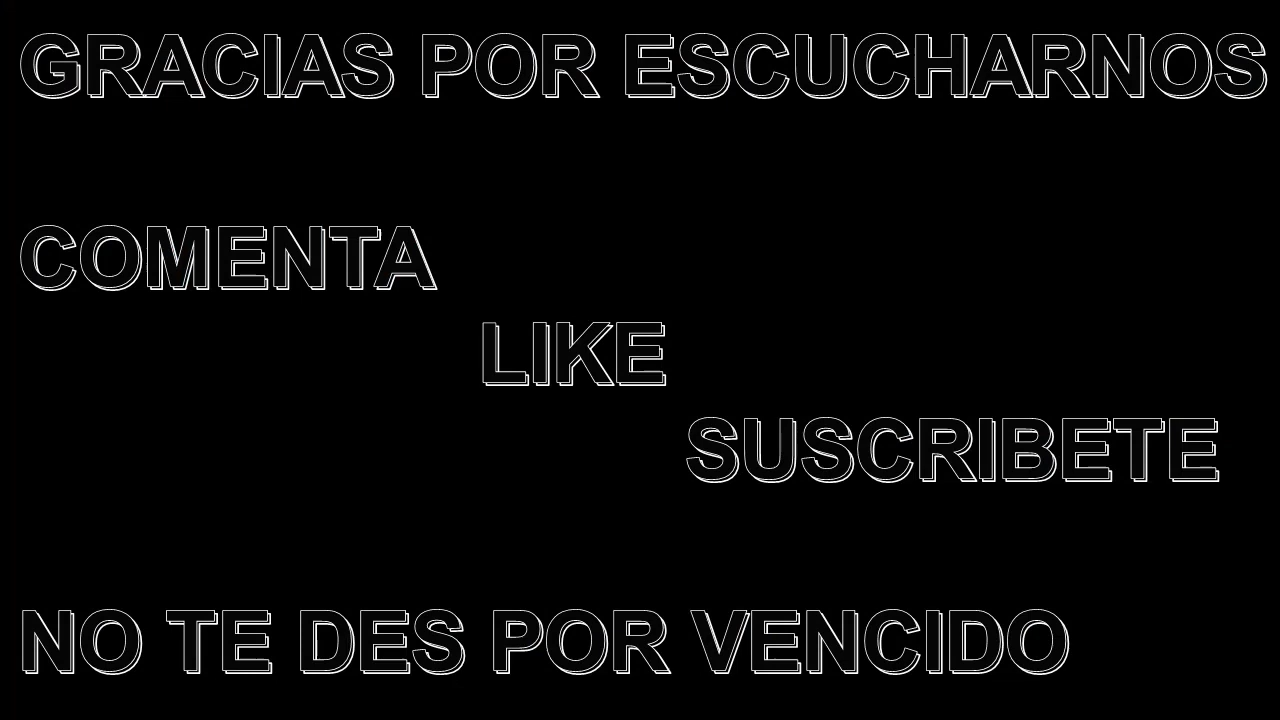 GRACIAS POR ESCUCHARNOS
COMENTA
LIKE
SUSCRIBETE
NO TE DES POR VENCIDO